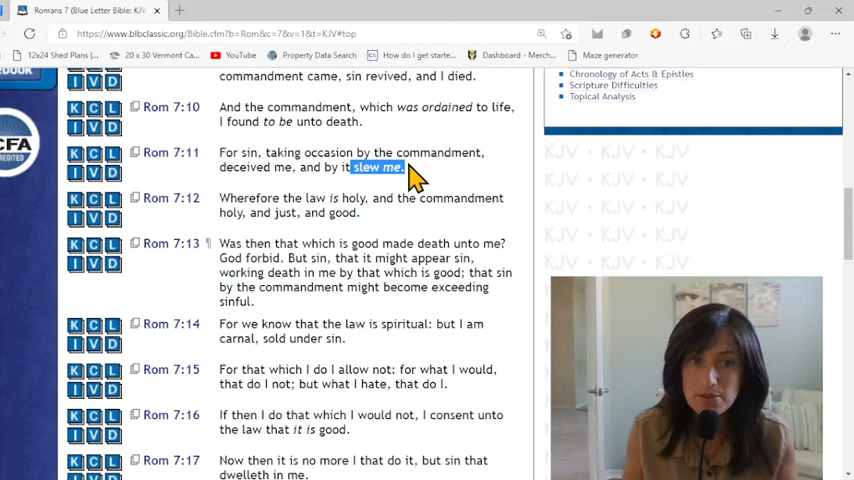 Romans 7 (Blue Letter Bible: KJV
https://www.blbclassic.org/Bible.cfm?b=Rom&c=7&v=1&t=KJV#top
12x24 Shed Plans |...
20 x 30 Vermont Ca...
YouTube
Property Data Search
How do I get starte...
Dashboard - Merch...
Maze generator
CFA
Chronology of Acts & Epistles
Scripture Difficulties
Topical Analysis
KJV KJV KJV KJV
KJV KJV KJV KJV
KJV KJV KJV KJV
K C L commandment came, sin revived, and I died.
I V D
K C L Rom 7:10 And the commandment, which was ordained to life,
I V D I found to be unto death.
K C L Rom 7:11 For sin, taking occasion by the commandment,
I V D deceived me, and by it slew me.
K C L Rom 7:12 Wherefore the law is holy, and the commandment
I V D holy, and just, and good.
K C L Rom 7:13 ¶ Was then that which is good made death unto me?
I V D God forbid. But sin, that it might appear sin,
working death in me by that which is good; that sin
by the commandment might become exceeding
sinful.
K C L Rom 7:14 For we know that the law is spiritual: but I am
I V D carnal, sold under sin.
K C L Rom 7:15 For that which I do I allow not: for what I would,
I V D that do I not; but what I hate, that do I.
K C L Rom 7:16 If then I do that which I would not, I consent unto
I V D the law that it is good.
K C L Rom 7:17 Now then it is no more I that do it, but sin that
I V D dwelleth in me.